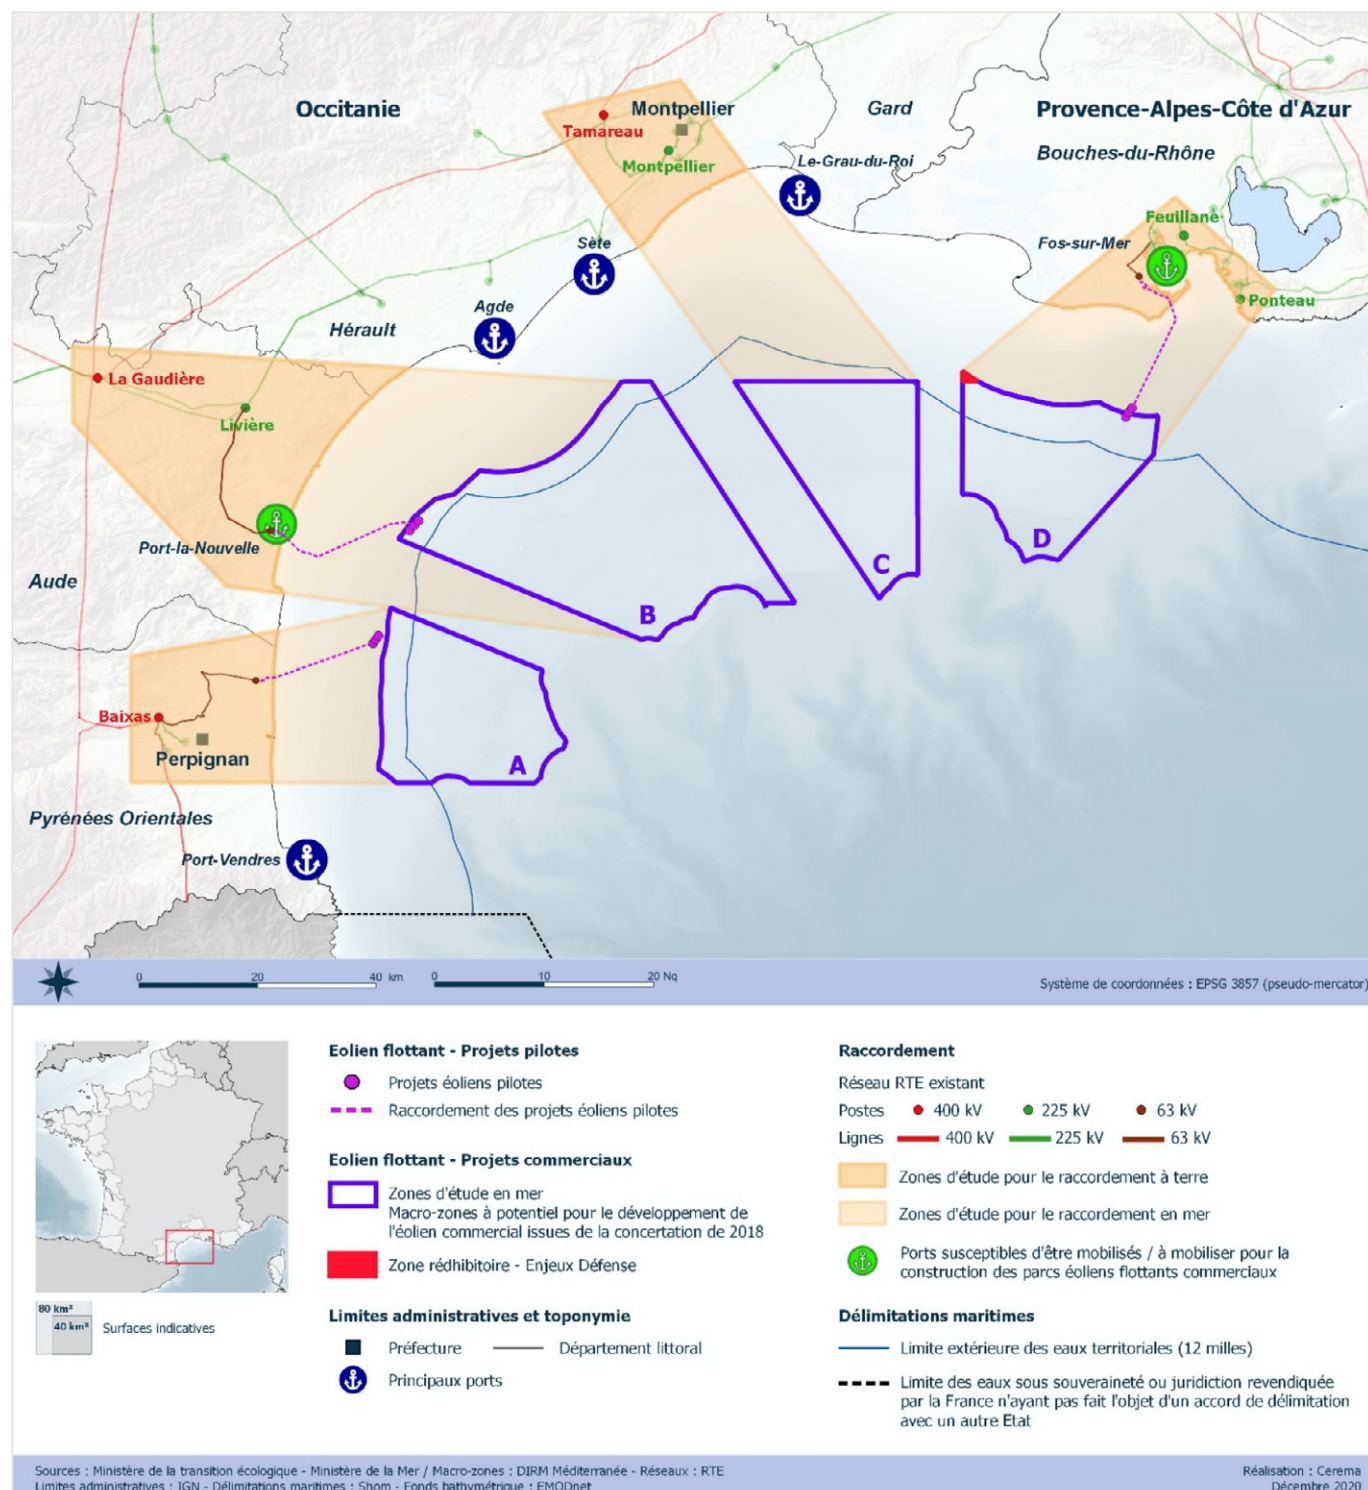 Occitanie
Montpellier
Gard
Provence-Alpes-Côte d'Azur
Tamareau
Bouches-du-Rhône
Montpellier
Le-Grau-du-Roi
Feuillane
Fos-sur-Mer
Sète
Ponteau
Agde
Hérault
La Gaudière
Livière
Port-la-Nouvelle
D
C
Aude
B
Baixas
Perpignan
A
Pyrénées Orientales
Port-Vendres
0 20 40 km 0 10 20 Nq
Système de coordonnées : EPSG 3857 (pseudo-mercator)
80 km²
40 km²
Surfaces indicatives
Eolien flottant - Projets pilotes
Projets éoliens pilotes
Raccordement des projets éoliens pilotes
Eolien flottant - Projets commerciaux
Zones d'étude en mer
Macro-zones à potentiel pour le développement de
l'éolien commercial issues de la concertation de 2018
Zone rédhibitoire - Enjeux Défense
Limites administratives et toponymie
Préfecture
Département littoral
Principaux ports
Raccordement
Réseau RTE existant
Postes 400 kV 225 kV 63 kV
Lignes 400 kV 225 kV 63 kV
Zones d'étude pour le raccordement à terre
Zones d'étude pour le raccordement en mer
Ports susceptibles d'être mobilisés / à mobiliser pour la
construction des parcs éoliens flottants commerciaux
Délimitations maritimes
Limite extérieure des eaux territoriales (12 milles)
Limite des eaux sous souveraineté ou juridiction revendiquée
par la France n'ayant pas fait l'objet d'un accord de délimitation
avec un autre Etat
Sources : Ministère de la transition écologique - Ministère de la Mer / Macro-zones : DIRM Méditerranée - Réseaux : RTE
Limites administratives : IGN - Délimitations maritimes : Shom - Fonds bathymétrique : EMODnet
Réalisation : Cerema
Décembre 2020